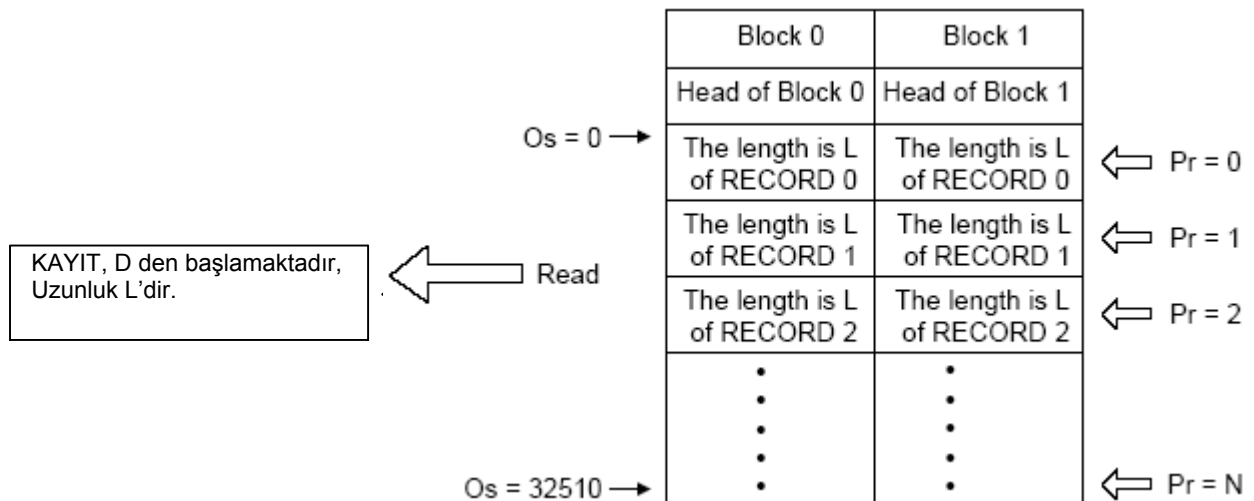 Block 0 Block 1
Head of Block 0 Head of Block 1
Os = 0
The length is L The length is L
of RECORD 0 of RECORD 0
Pr = 0
The length is L The length is L
of RECORD 1 of RECORD 1
Pr = 1
KAYIT, D den başlamaktadır,
Uzunluk L’dir.
Read
The length is L The length is L
of RECORD 2 of RECORD 2
Pr = 2
Os = 32510
Pr = N